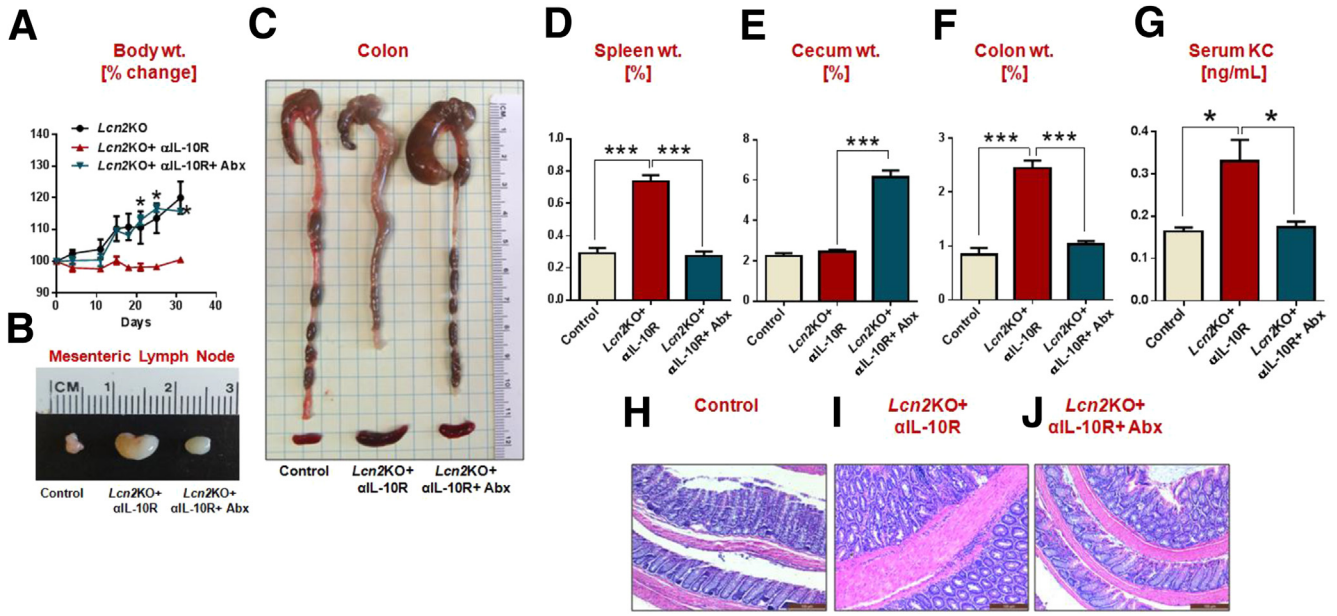 A
Body wt.
[% change]
Lcn2KO
Lcn2KO+ αIL-10R
Lcn2KO+ αIL-10R+ Abx
140
130
120
110
100
90
*
*
*
0
10
20
30
40
Days
B
Mesenteric Lymph Node
CM 1 2 3
Control
Lcn2KO+
αIL-10R
Lcn2KO+
αIL-10R+ Abx
C
Colon
CM
Control
Lcn2KO+
αIL-10R
Lcn2KO+
αIL-10R+ Abx
D
Spleen wt.
[%]
0.8
0.6
0.4
0.2
0.0
***
***
Control
Lcn2KO+
αIL-10R
Lcn2KO+
αIL-10R+ Abx
E
Cecum wt.
[%]
8
6
4
2
0
***
Control
Lcn2KO+
αIL-10R
Lcn2KO+
αIL-10R+ Abx
F
Colon wt.
[%]
3
2
1
0
***
***
Control
Lcn2KO+
αIL-10R
Lcn2KO+
αIL-10R+ Abx
G
Serum KC
[ng/mL]
0.4
0.3
0.2
0.1
0.0
*
*
Control
Lcn2KO+
αIL-10R
Lcn2KO+
αIL-10R+ Abx
H
Control
I
Lcn2KO+
αIL-10R
J
Lcn2KO+
αIL-10R+ Abx